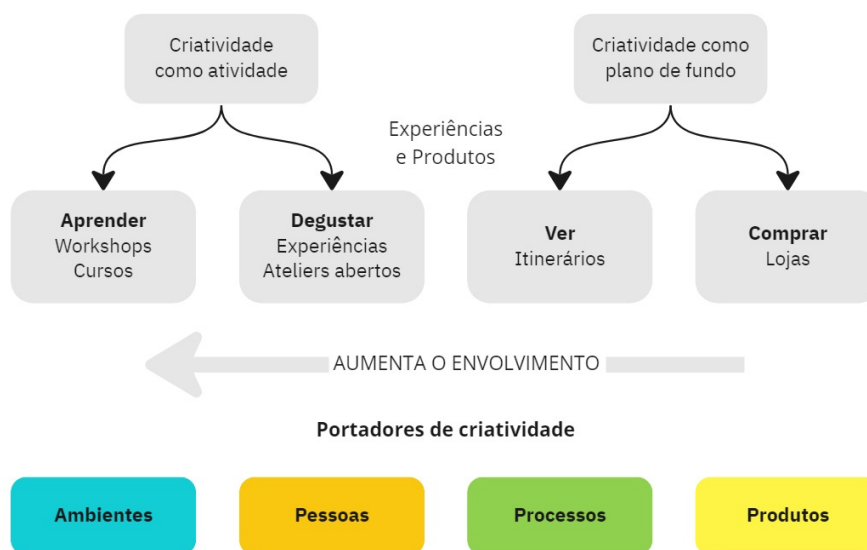 Criatividade
como atividade
Criatividade como
plano de fundo
Experiências
e Produtos
Aprender
Workshops
Cursos
Degustar
Experiências
Ateliers abertos
Ver
Itinerários
Comprar
Lojas
AUMENTA O ENVOLVIMENTO
Portadores de criatividade
Ambientes
Pessoas
Processos
Produtos